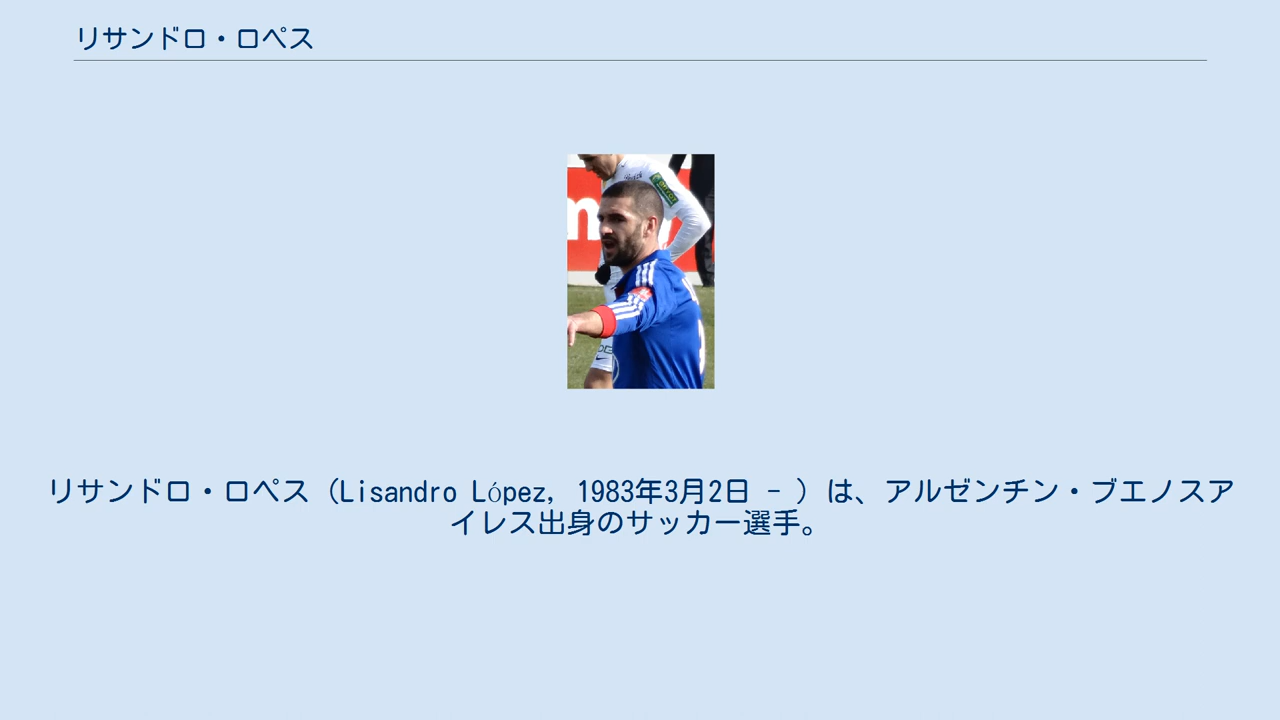 リサンドロ・ロペス
リサンドロ・ロペス（Lisandro López, 1983年3月2日 - ）は、アルゼンチン・ブエノスア
イレス出身のサッカー選手。